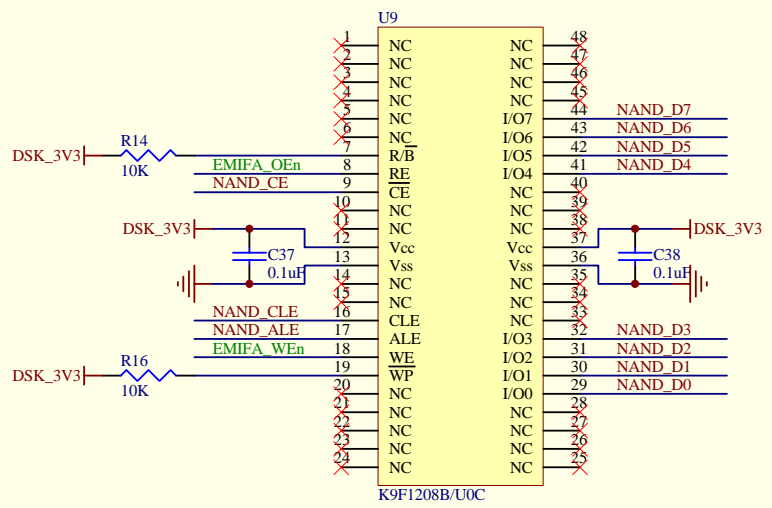 U9
1 NC NC 48
2 NC NC 47
3 NC NC 46
4 NC NC 45
5 NC I/O7 44 NAND_D7
6 NC I/O6 43 NAND_D6
R14
DSK_3V3 10K 7 R/B I/O5 42 NAND_D5
EMIFA_OEn 8 RE I/O4 41 NAND_D4
NAND_CE 9 CE NC 40
10 NC NC 39
DSK_3V3 11 NC NC 38 DSK_3V3
12 Vcc Vcc 37
C37 13 Vss Vss 36 C38
0.1uF 14 NC NC 35 0.1uF
15 NC NC 34
NAND_CLE 16 CLE NC 33
NAND_ALE 17 ALE I/O3 32 NAND_D3
EMIFA_WEn 18 WE I/O2 31 NAND_D2
R16
DSK_3V3 10K 19 WP I/O1 30 NAND_D1
20 NC I/O0 29 NAND_D0
21 NC NC 28
22 NC NC 27
23 NC NC 26
24 NC NC 25
K9F1208B/U0C